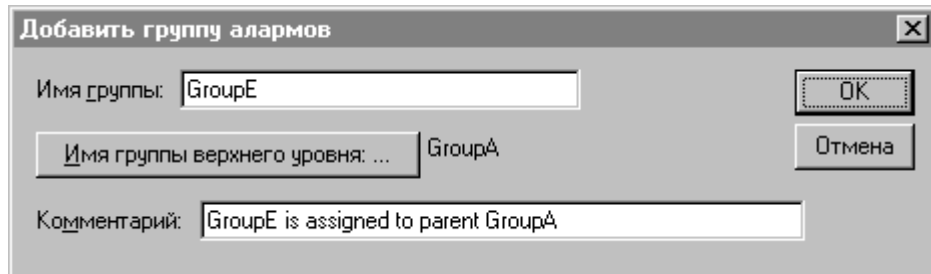 Добавить группу алармов
Имя группы: GroupE
OK
Имя группы верхнего уровня: ... GroupA
Отмена
Комментарий: GroupE is assigned to parent GroupA